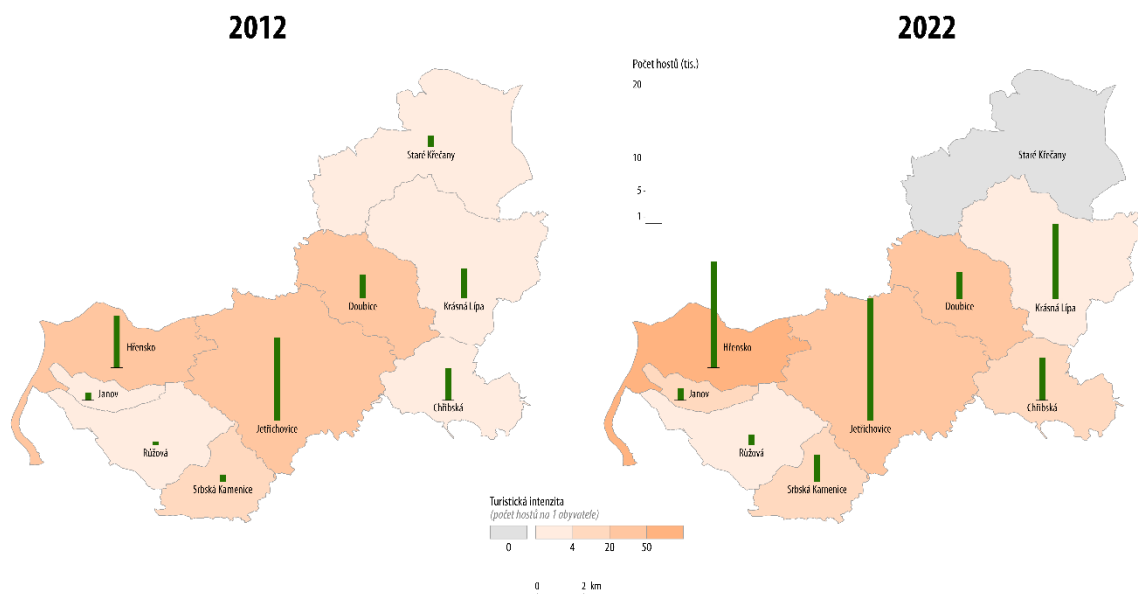 2012
2022
Počet hostů (tis.)
20
10
5
1
Staré Křečany
Doubice
Krásná Lípa
Hřensko
Janov
Chřibská
Jetřichovice
Růžová
Srbská Kamenice
Staré Křečany
Doubice
Krásná Lípa
Hřensko
Janov
Chřibská
Jetřichovice
Růžová
Srbská Kamenice
Turistická intenzita
(počet hostů na 1 obyvatele)
0 4 20 50
0 2 km